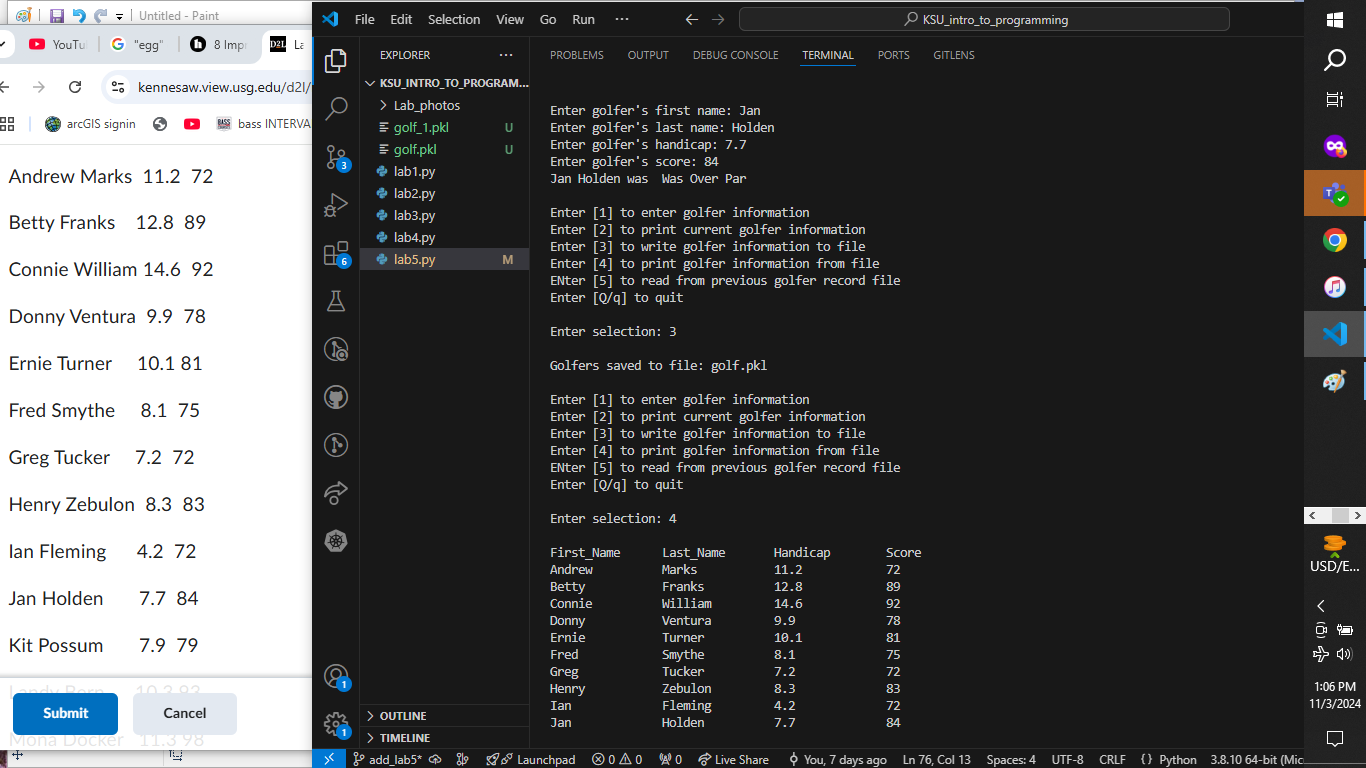 Untitled - Paint
File Edit Selection View Go Run ...
KSU_intro_to_programming
YouTu
"egg"
8 Imp
D2L
La
kennesaw.view.usg.edu/d2l/
arcGIS signin
BASS bass INTERVA
Andrew Marks 11.2 72
Betty Franks 12.8 89
Connie William 14.6 92
Donny Ventura 9.9 78
Ernie Turner 10.1 81
Fred Smythe 8.1 75
Greg Tucker 7.2 72
Henry Zebulon 8.3 83
Ian Fleming 4.2 72
Jan Holden 7.7 84
Kit Possum 7.9 79
Mona Docker 11.3 98
Submit Cancel
EXPLORER ...
KSU_INTRO_TO_PROGRAM...
Lab_photos
golf_1.pkl U
golf.pkl U
lab1.py
lab2.py
lab3.py
lab4.py
lab5.py M
OUTLINE
TIMELINE
3
6
1
1
PROBLEMS OUTPUT DEBUG CONSOLE TERMINAL PORTS GITLENS
Enter golfer's first name: Jan
Enter golfer's last name: Holden
Enter golfer's handicap: 7.7
Enter golfer's score: 84
Jan Holden was  Was Over Par
Enter [1] to enter golfer information
Enter [2] to print current golfer information
Enter [3] to write golfer information to file
Enter [4] to print golfer information from file
ENter [5] to read from previous golfer record file
Enter [Q/q] to quit
Enter selection: 3
Golfers saved to file: golf.pkl
Enter [1] to enter golfer information
Enter [2] to print current golfer information
Enter [3] to write golfer information to file
Enter [4] to print golfer information from file
ENter [5] to read from previous golfer record file
Enter [Q/q] to quit
Enter selection: 4
First_Name Last_Name Handicap Score
Andrew Marks 11.2 72
Betty Franks 12.8 89
Connie William 14.6 92
Donny Ventura 9.9 78
Ernie Turner 10.1 81
Fred Smythe 8.1 75
Greg Tucker 7.2 72
Henry Zebulon 8.3 83
Ian Fleming 4.2 72
Jan Holden 7.7 84
add_lab5* Launchpad 0 0 0 Live Share You, 7 days ago Ln 76, Col 13 Spaces: 4 UTF-8 CRLF {} Python 3.8.10 64-bit (Mic
USD/E...
1:06 PM
11/3/2024